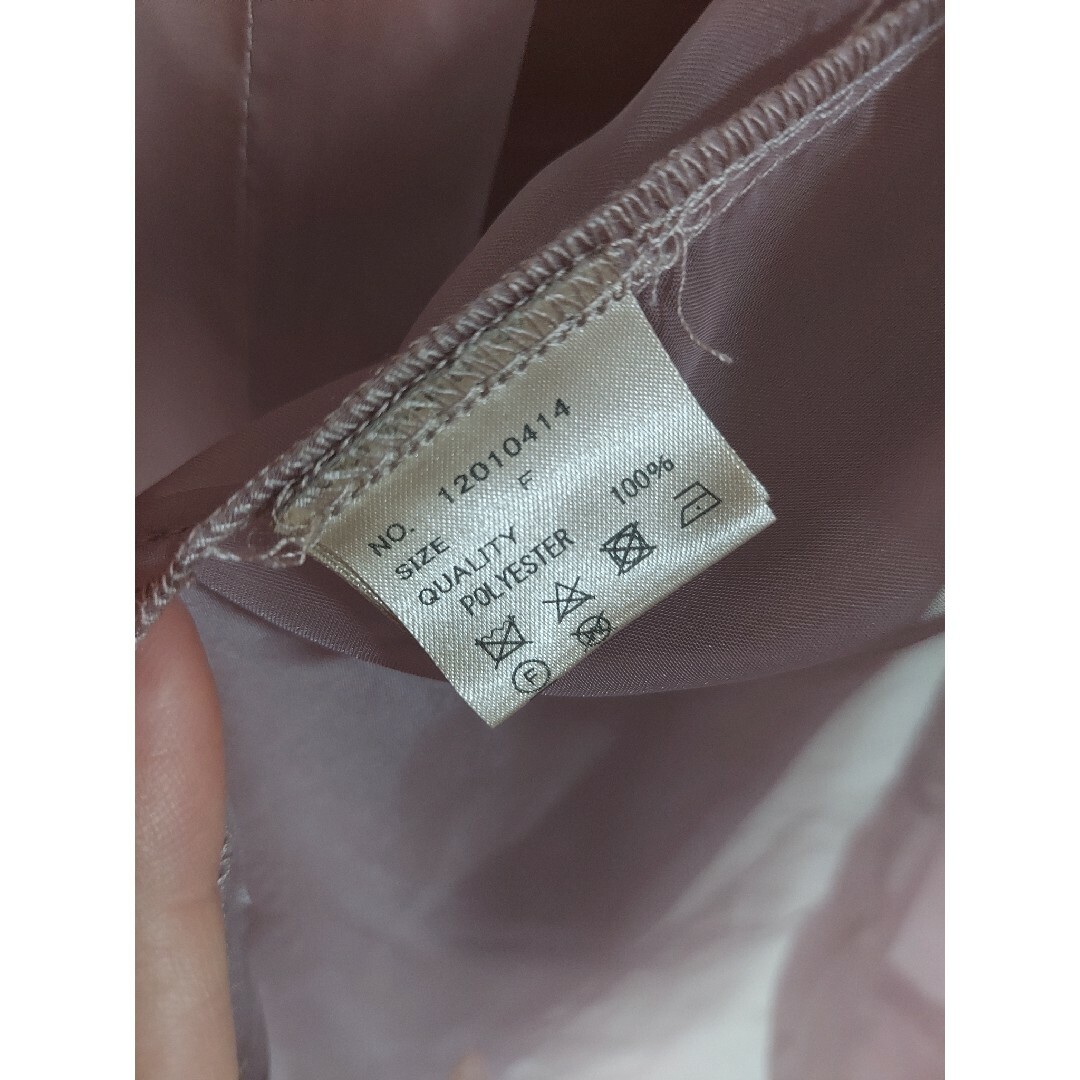 NO. 12010414
SIZE F
QUALITY
POLYESTER 100%
F